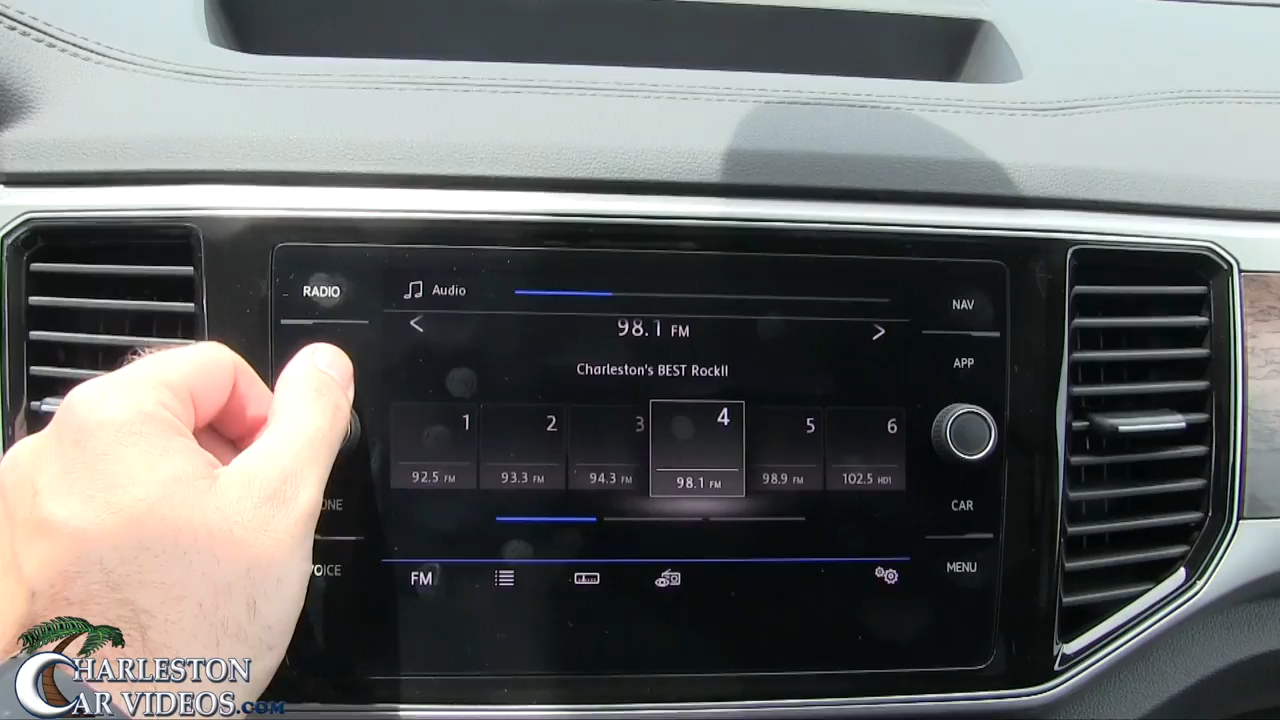 RADIO
Audio
NAV
98.1 FM
APP
Charleston's BEST Rock!!
1 2 3 4 5 6
92.5 FM 93.3 FM 94.3 FM 98.1 FM 98.9 FM 102.5 HD1
ONE
CAR
VOICE
FM
MENU
CHARLESTON
CAR VIDEOS.COM